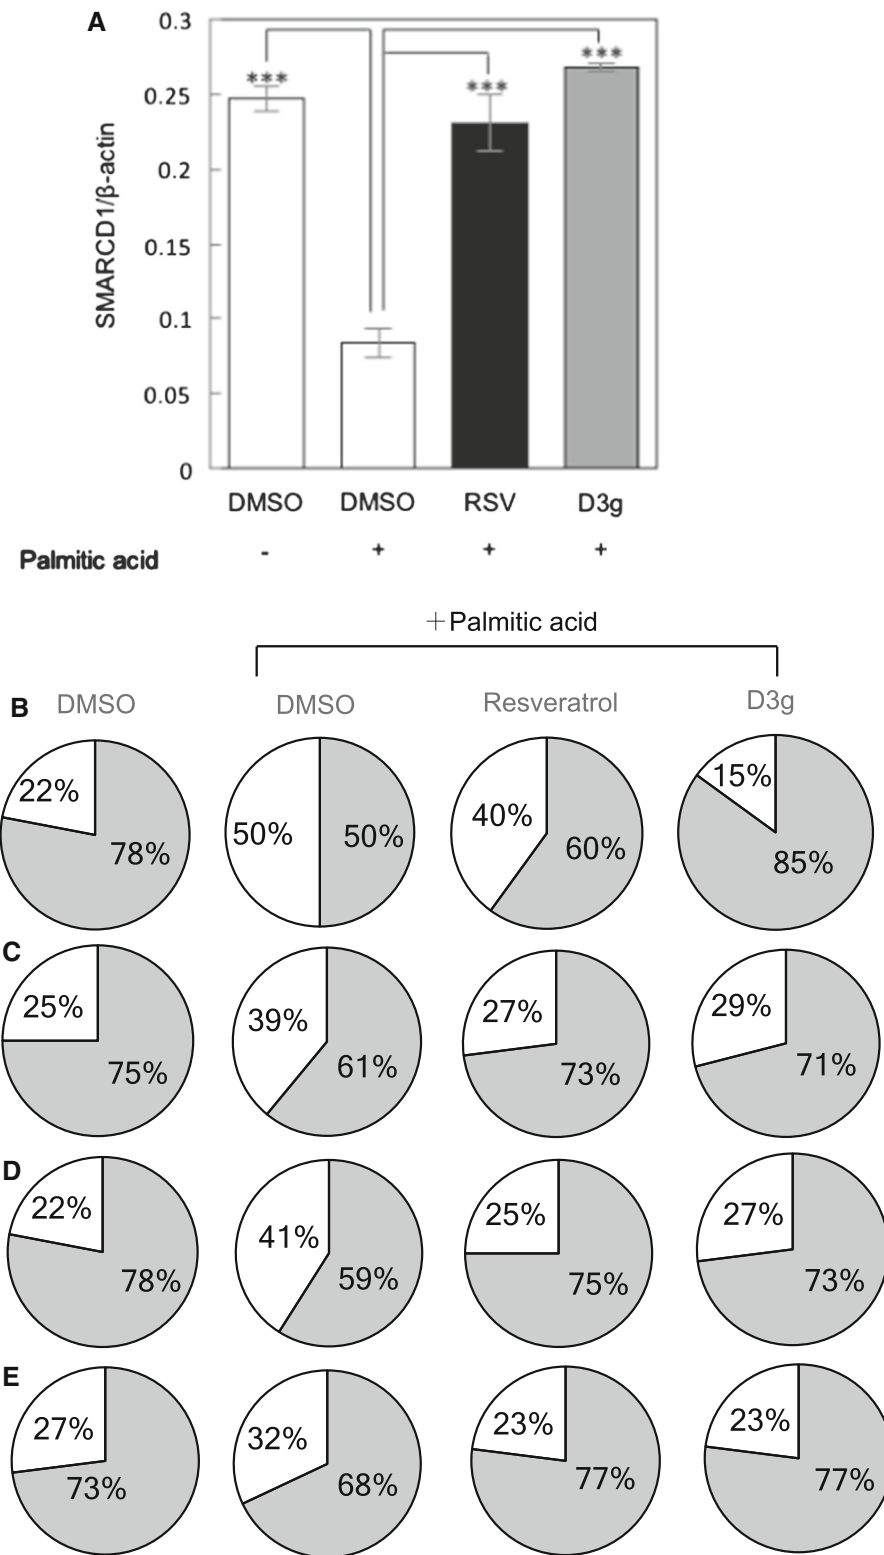 A
0.3
0.25
0.2
0.15
0.1
0.05
0
SMARCD1/β-actin
***
***
***
DMSO DMSO RSV D3g
Palmitic acid - + + +
+Palmitic acid
B DMSO DMSO Resveratrol D3g
22% 78% 50% 50% 40% 60% 15% 85%
C
25% 75% 39% 61% 27% 73% 29% 71%
D
22% 78% 41% 59% 25% 75% 27% 73%
E
27% 73% 32% 68% 23% 77% 23% 77%